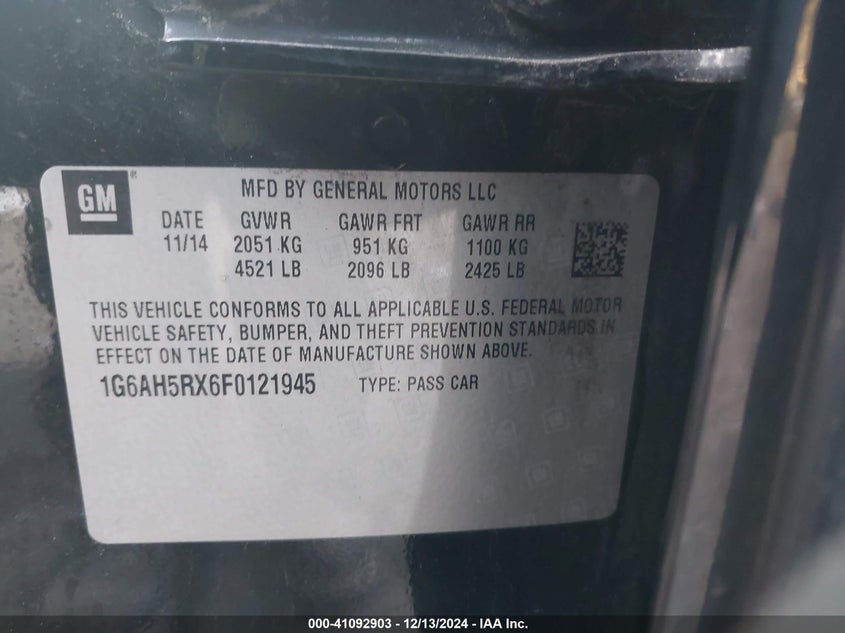 GM
MFD BY GENERAL MOTORS LLC
DATE GVWR GAWR FRT GAWR RR
11/14 2051 KG 951 KG 1100 KG
4521 LB 2096 LB 2425 LB
THIS VEHICLE CONFORMS TO ALL APPLICABLE U.S. FEDERAL MOTOR
VEHICLE SAFETY, BUMPER, AND THEFT PREVENTION STANDARDS IN
EFFECT ON THE DATE OF MANUFACTURE SHOWN ABOVE.
1G6AH5RX6F0121945 TYPE: PASS CAR
000-41092903 - 12/13/2024 - IAA Inc.